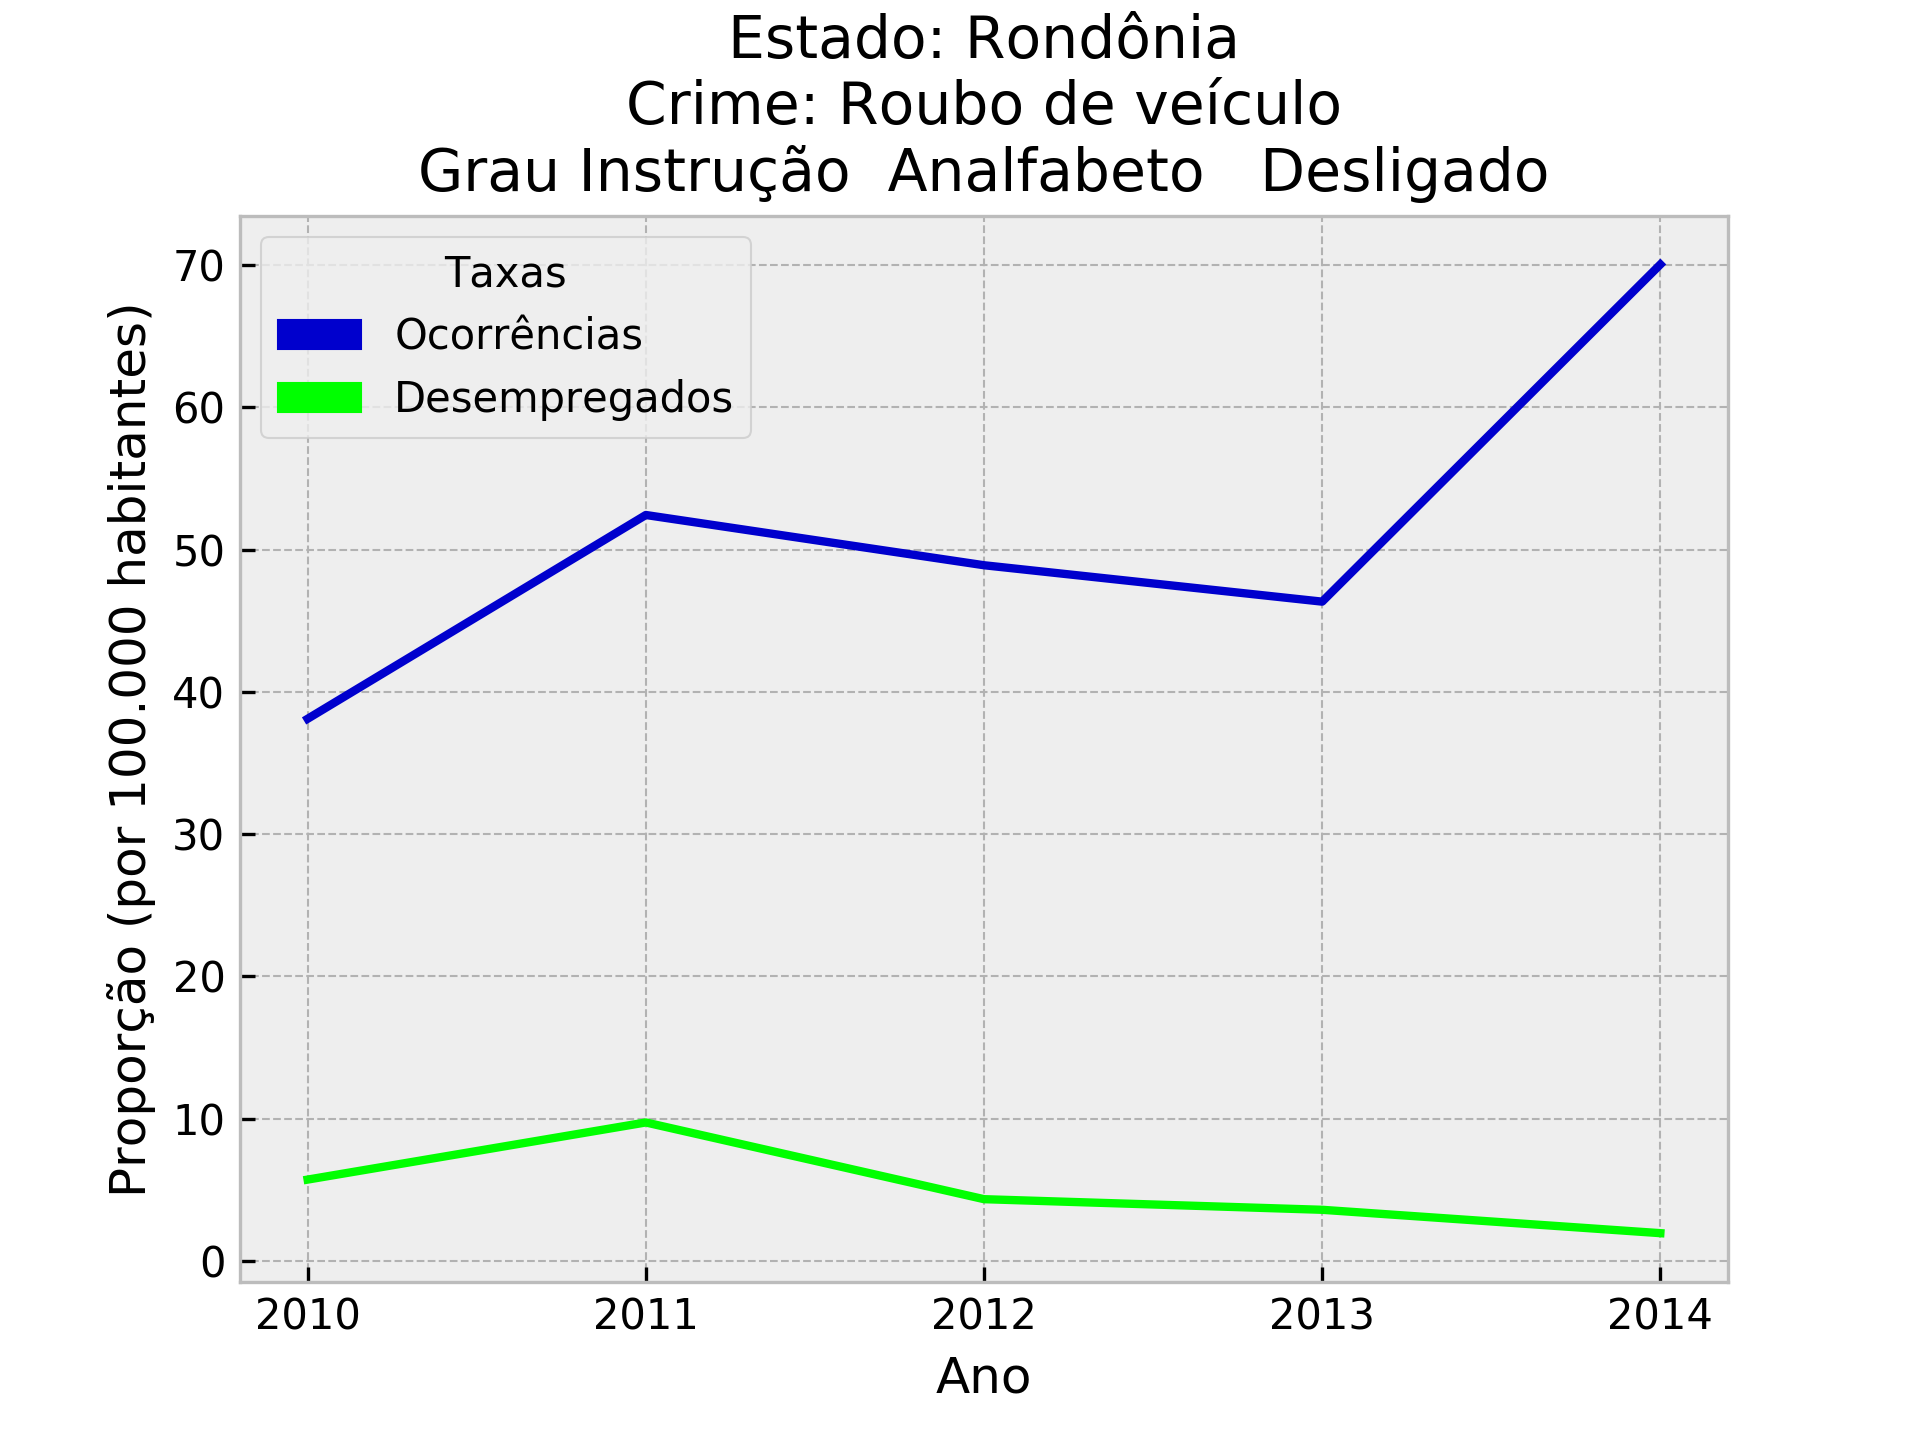 Estado: Rondônia
Crime: Roubo de veículo
Grau Instrução  Analfabeto   Desligado
Taxas
Ocorrências
Desempregados
Proporção (por 100.000 habitantes)
70
60
50
40
30
20
10
0
2010 2011 2012 2013 2014
Ano